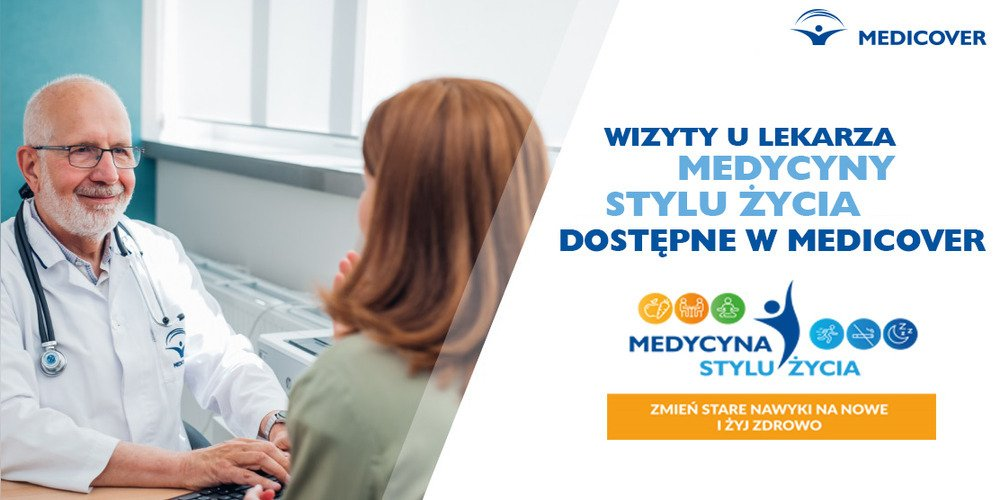 MEDICOVER
WIZYTY U LEKARZA
MEDYCYNY
STYLU ŻYCIA
DOSTĘPNE W MEDICOVER
MEDYCYNA
STYLU ŻYCIA
ZMIEŃ STARE NAWYKI NA NOWE
I ŻYJ ZDROWO